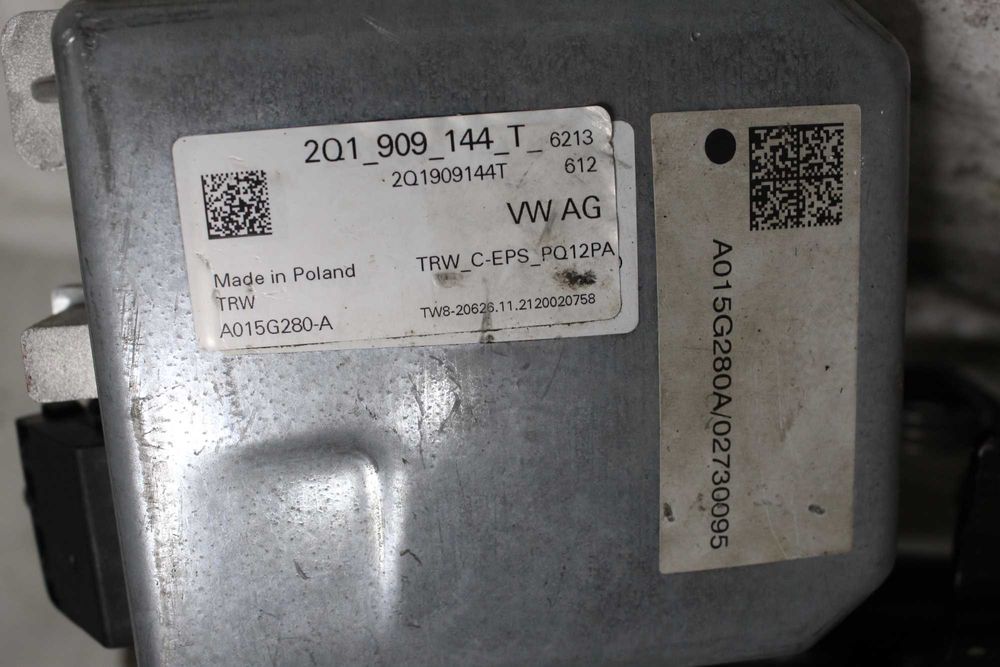 2Q1_909_144_T_ 6213
2Q1909144T 612
VW AG
Made in Poland TRW_C-EPS_PQ12PA
TRW
A015G280-A TW8-20626.11.2120020758
A015G280A/02730095